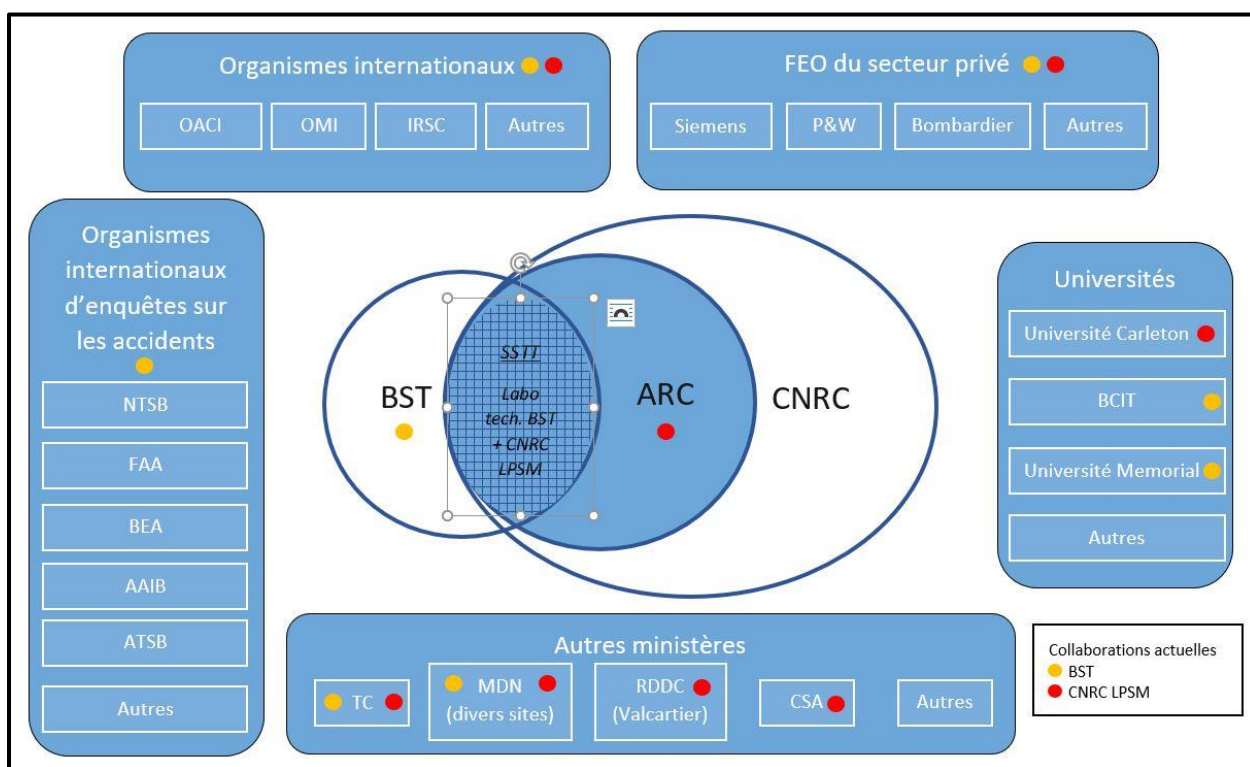 Organismes internationaux
OACI
OMI
IRSC
Autres
FEO du secteur privé
Siemens
P&W
Bombardier
Autres
Organismes
internationaux
d'enquêtes sur
les accidents
NTSB
FAA
BEA
AAIB
ATSB
Autres
BST
SSTT
Labo
tech. BST
+ CNRC
LPSM
ARC
CNRC
Universités
Université Carleton
BCIT
Université Memorial
Autres
Autres ministères
TC
MDN
(divers sites)
RDDC
(Valcartier)
CSA
Autres
Collaborations actuelles
BST
CNRC LPSM